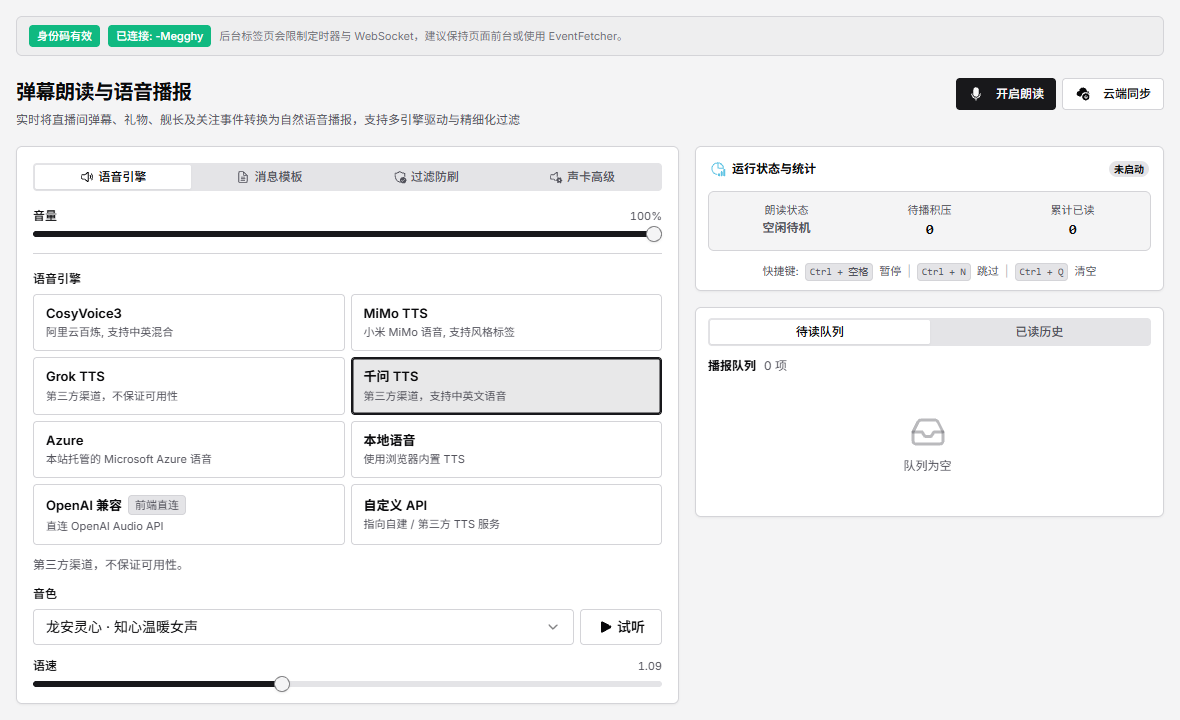 身份码有效 已连接: -Megghy 后台标签页会限制定时器与 WebSocket，建议保持页面前台或使用 EventFetcher。
弹幕朗读与语音播报
实时将直播间弹幕、礼物、舰长及关注事件转换为自然语音播报，支持多引擎驱动与精细化过滤
开启朗读 云端同步
语音引擎 消息模板 过滤防刷 声卡高级
音量 100%
语音引擎
CosyVoice3
阿里云百炼, 支持中英混合
MiMo TTS
小米 MiMo 语音, 支持风格标签
Grok TTS
第三方渠道，不保证可用性
千问 TTS
第三方渠道，支持中英文语音
Azure
本站托管的 Microsoft Azure 语音
本地语音
使用浏览器内置 TTS
OpenAI 兼容 前端直连
直连 OpenAI Audio API
自定义 API
指向自建 / 第三方 TTS 服务
第三方渠道，不保证可用性。
音色
龙安灵心 · 知心温暖女声 试听
语速 1.09
运行状态与统计 未启动
朗读状态 待播积压 累计已读
空闲待机 0 0
快捷键: Ctrl + 空格 暂停 | Ctrl + N 跳过 | Ctrl + Q 清空
待读队列 已读历史
播报队列 0 项
队列为空